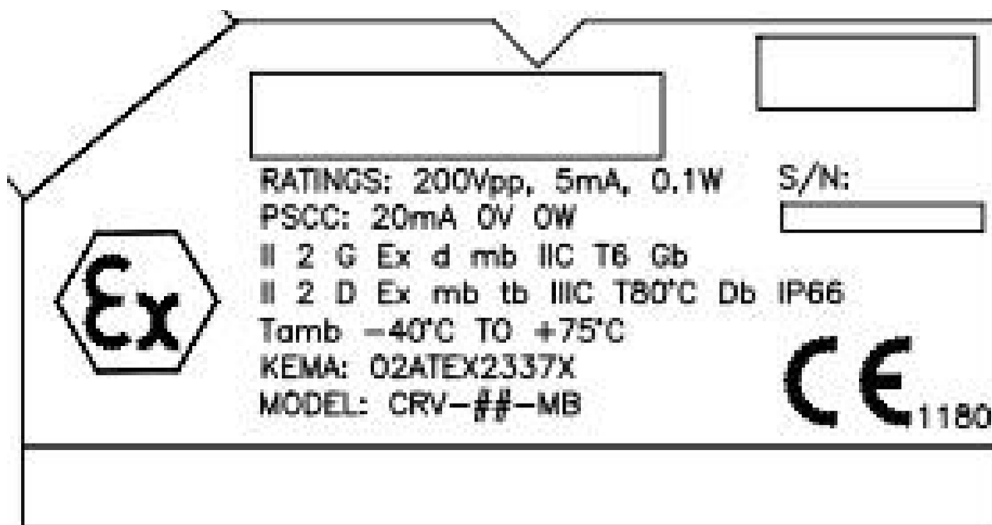 RATINGS: 200Vpp, 5mA, 0.1W
S/N:
PSCC: 20mA 0V 0W
II 2 G Ex d mb IIC T6 Gb
II 2 D Ex mb tb IIIC T80°C Db IP66
Ex
Tamb -40°C TO +75°C
KEMA: 02ATEX2337X
MODEL: CRV-##-MB
CE 1180